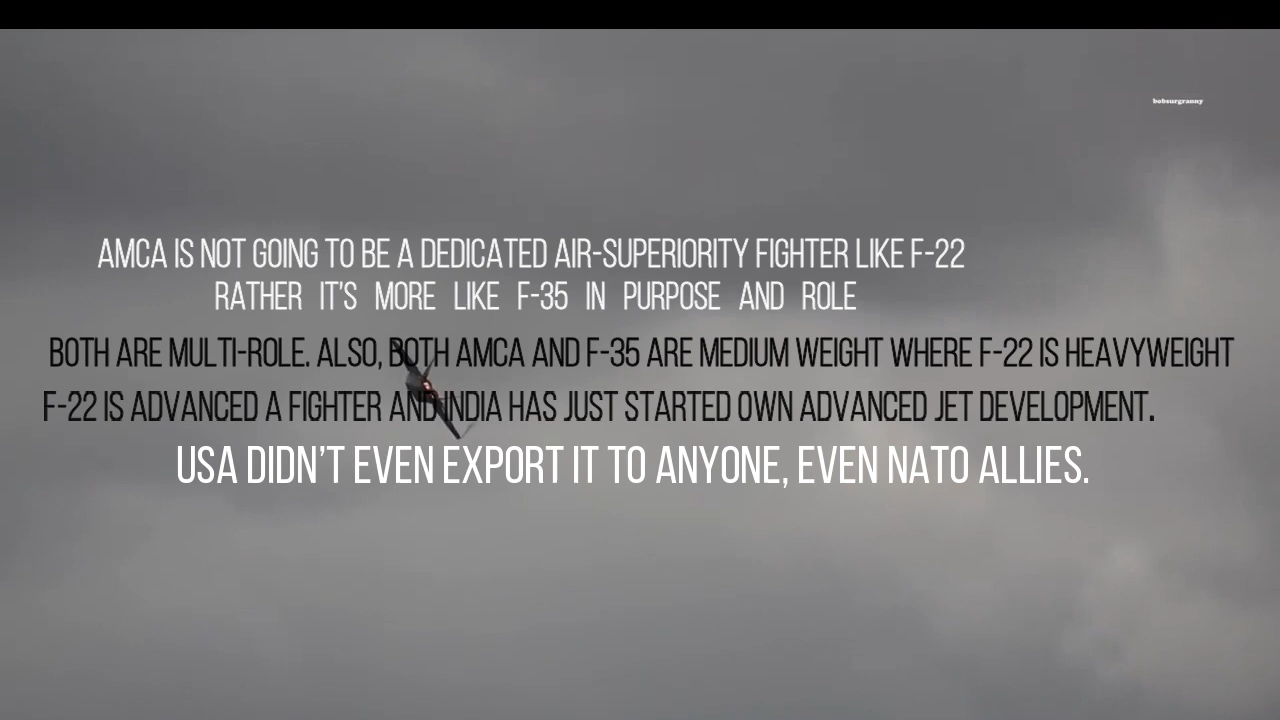 bobsurgranny
AMCA IS NOT GOING TO BE A DEDICATED AIR-SUPERIORITY FIGHTER LIKE F-22
RATHER IT'S MORE LIKE F-35 IN PURPOSE AND ROLE
BOTH ARE MULTI-ROLE. ALSO, BOTH AMCA AND F-35 ARE MEDIUM WEIGHT WHERE F-22 IS HEAVYWEIGHT
F-22 IS ADVANCED A FIGHTER AND INDIA HAS JUST STARTED OWN ADVANCED JET DEVELOPMENT.
USA DIDN'T EVEN EXPORT IT TO ANYONE, EVEN NATO ALLIES.